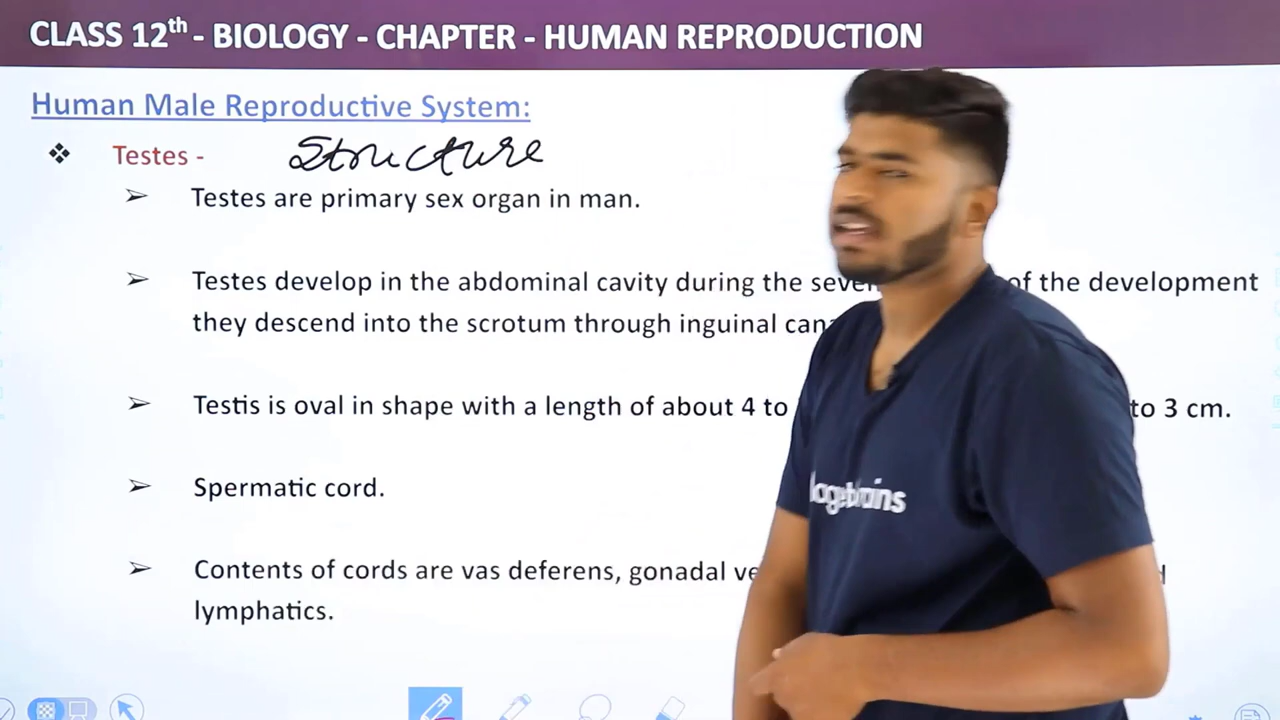 CLASS 12th - BIOLOGY - CHAPTER - HUMAN REPRODUCTION
Human Male Reproductive System:
Testes - Structure
Testes are primary sex organ in man.
Testes develop in the abdominal cavity during the of the development
they descend into the scrotum through inguinal
Testis is oval in shape with a length of about 4 to to 3 cm.
Spermatic cord.
Contents of cords are vas deferens, gonadal
lymphatics.